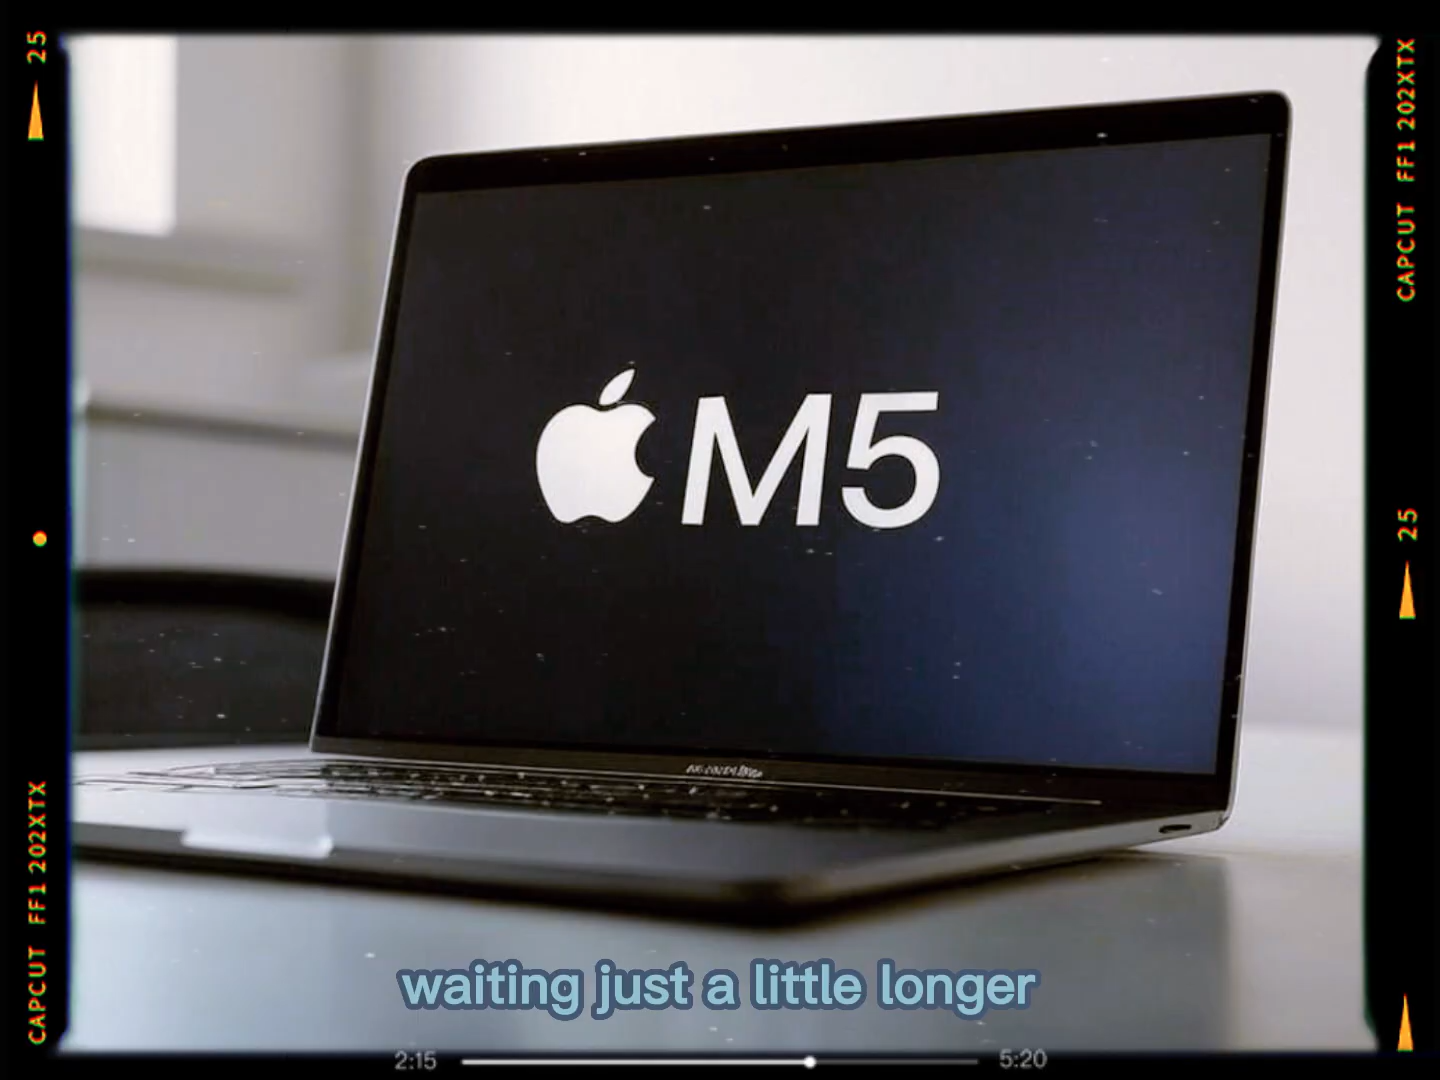 25
CAPCUT FF1 202XTX
M5
25
CAPCUT FF1 202XTX
waiting just a little longer
2:15
5:20